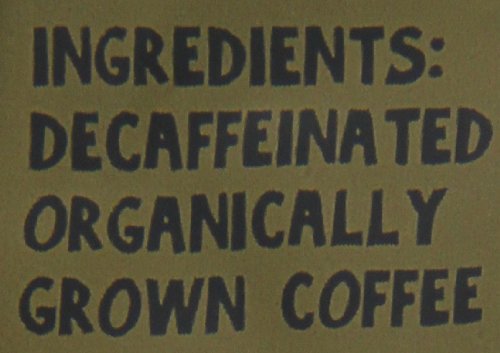 INGREDIENTS:
DECAFFEINATED
ORGANICALLY
GROWN COFFEE